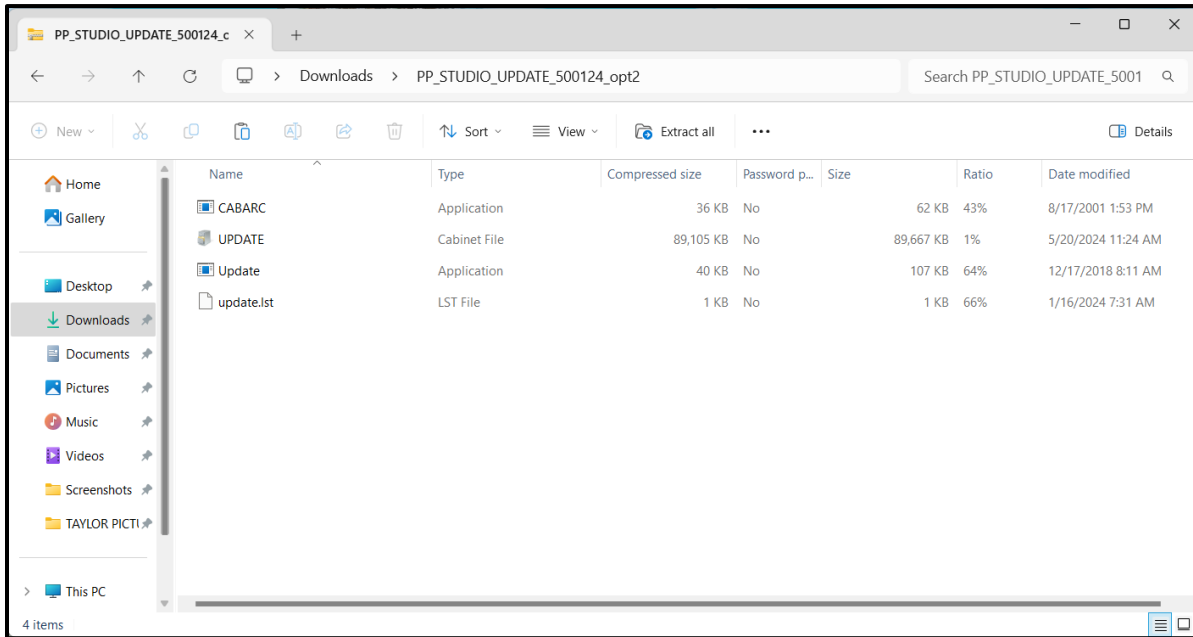 PP_STUDIO_UPDATE_500124_c
Downloads > PP_STUDIO_UPDATE_500124_opt2
Search PP_STUDIO_UPDATE_5001
New
Sort
View
Extract all
Details
Home
Gallery
Desktop
Downloads
Documents
Pictures
Music
Videos
Screenshots
TAYLOR PICTU
This PC
Name Type Compressed size Password p... Size Ratio Date modified
CABARC Application 36 KB No 62 KB 43% 8/17/2001 1:53 PM
UPDATE Cabinet File 89,105 KB No 89,667 KB 1% 5/20/2024 11:24 AM
Update Application 40 KB No 107 KB 64% 12/17/2018 8:11 AM
update.lst LST File 1 KB No 1 KB 66% 1/16/2024 7:31 AM
4 items